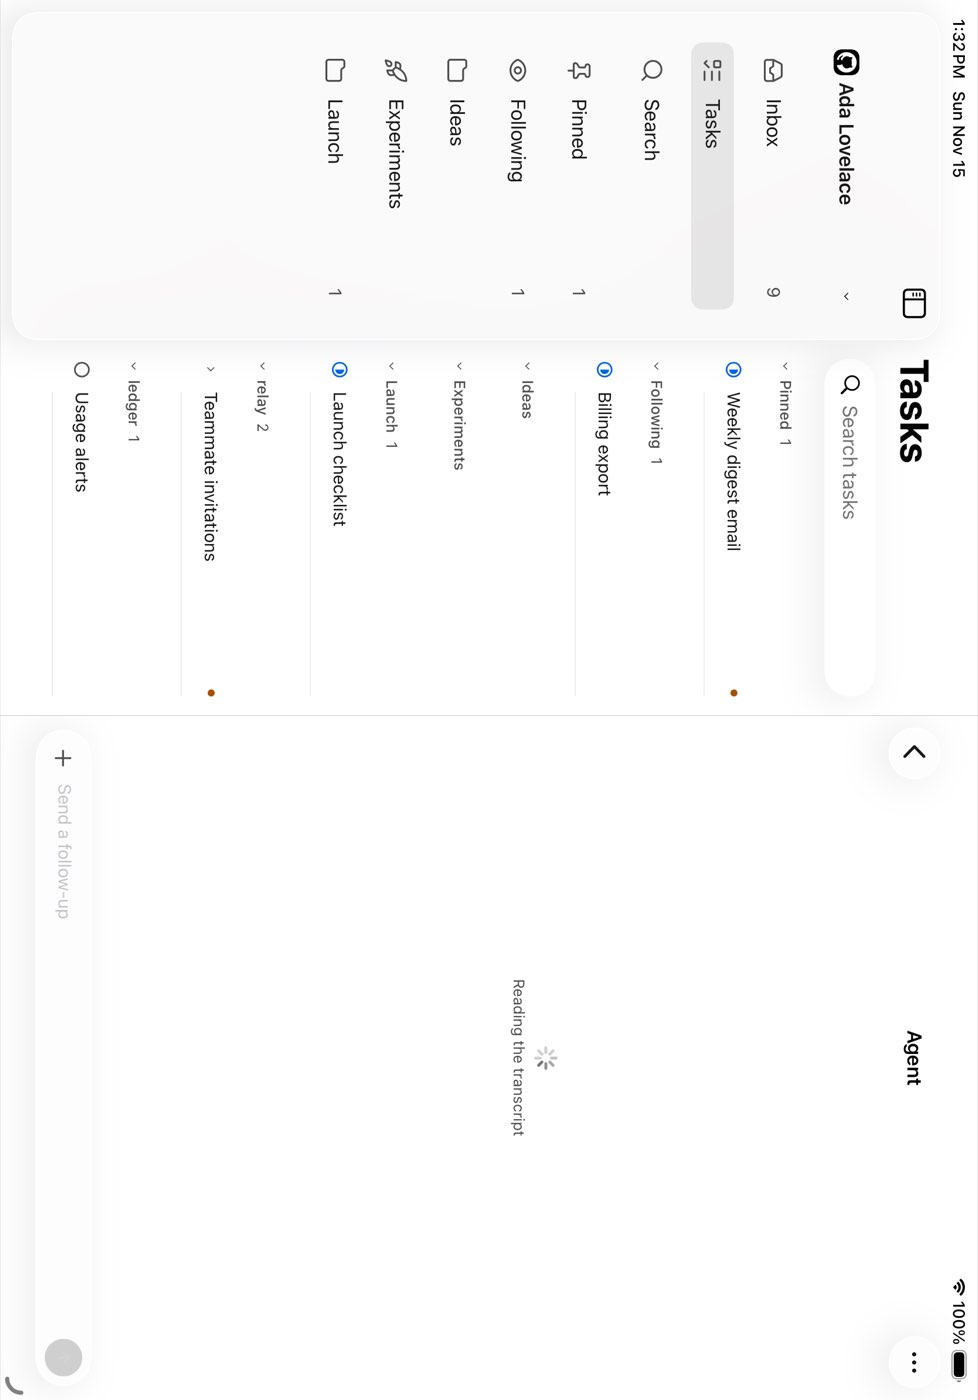 1:32 PM Sun Nov 15
100%
Ada Lovelace
Inbox 9
Tasks
Search
Pinned 1
Following 1
Ideas
Experiments
Launch 1
Tasks
Search tasks
Pinned 1
Weekly digest email
Following 1
Billing export
Ideas
Experiments
Launch 1
Launch checklist
relay 2
Teammate invitations
ledger 1
Usage alerts
Agent
Reading the transcript
Send a follow-up